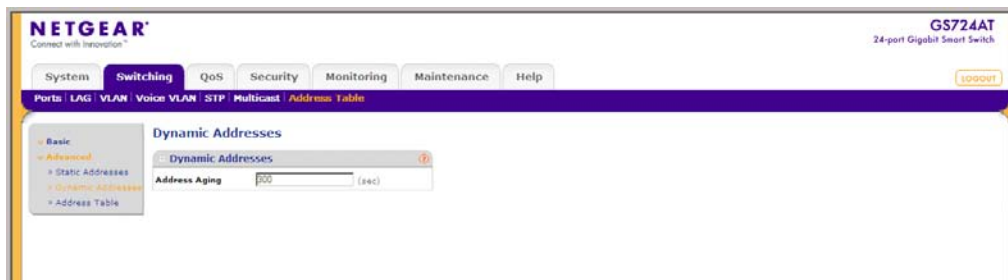 NETGEAR
Connect with Innovation™
GS724AT
24-port Gigabit Smart Switch
System Switching QoS Security Monitoring Maintenance Help
LOGOUT
Ports LAG VLAN Voice VLAN STP Multicast Address Table
Basic
Advanced
Static Addresses
Dynamic Addresses
Address Table
Dynamic Addresses
Dynamic Addresses
Address Aging 300 (sec)